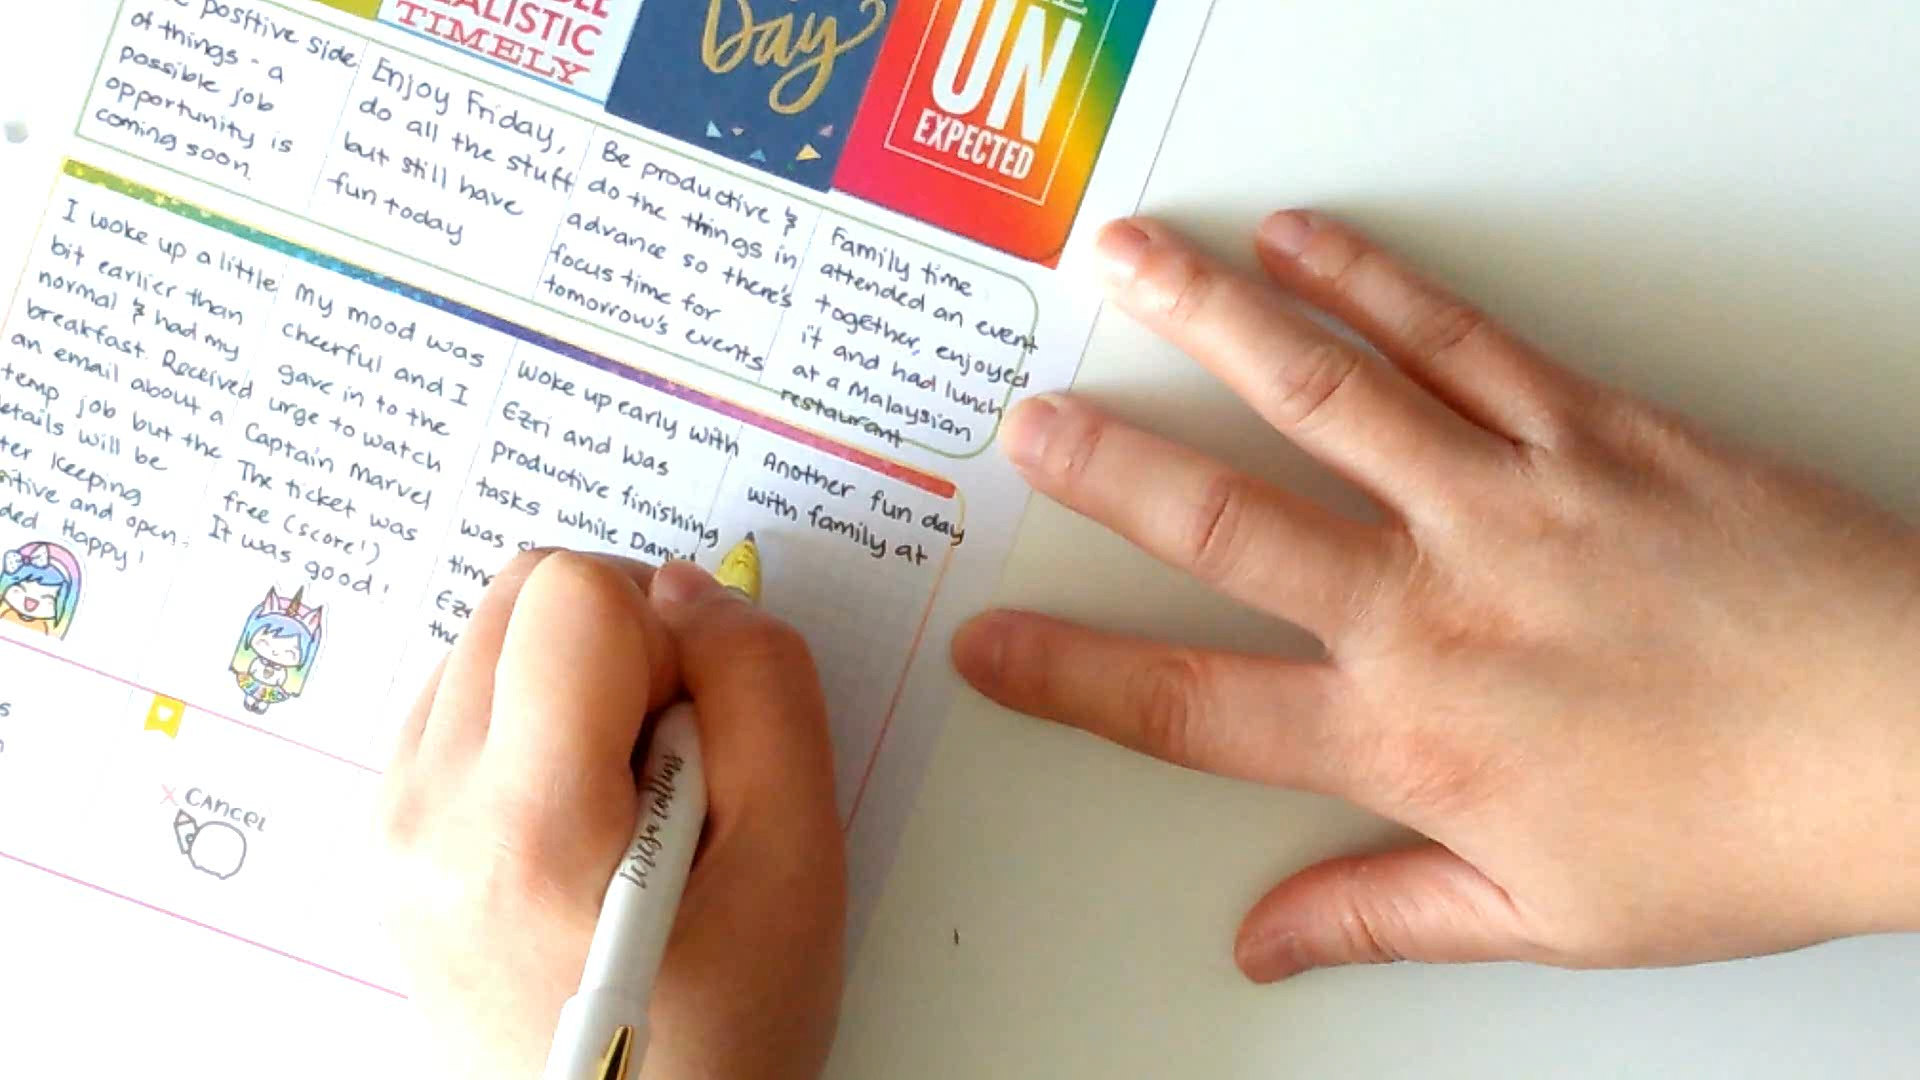 positive side
of things - a
possible job
opportunity is
coming soon.
REALISTIC
TIMELY
Enjoy Friday,
do all the stuff
but still have
fun today
Day
Be productive &
do the things in
advance so there's
focus time for
tomorrow's events
UN
EXPECTED
Family time
attended an event
together, enjoyed
it and had lunch
at a Malaysian
restaurant
I woke up a little
bit earlier than
normal & had my
breakfast. Received
an email about a
temp job but the
details will be
keeping
and open-
Happy!
My mood was
cheerful and I
gave in to the
urge to watch
Captain Marvel
The ticket was
free (score!)
It was good!
Woke up early with
Ezri and was
productive finishing
tasks while
was
the
Another fun day
with family at
X CANCEL
teresa collins